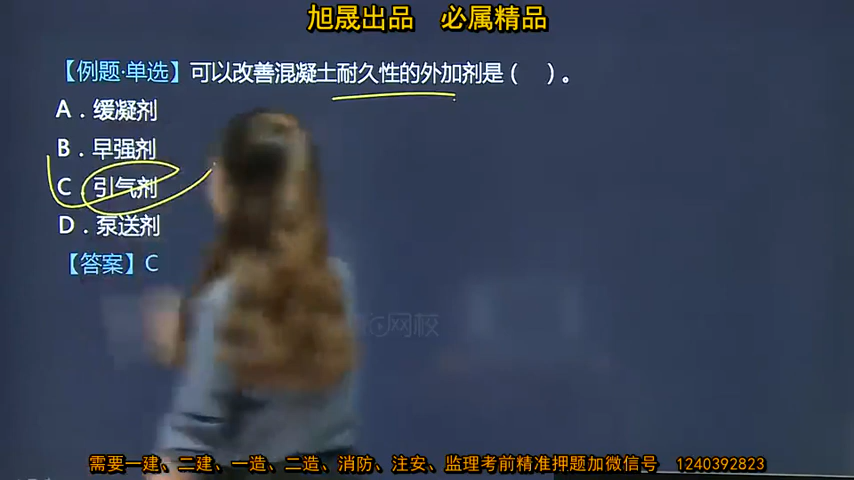 旭晟出品 必属精品
【例题·单选】可以改善混凝土耐久性的外加剂是（ ）。
A．缓凝剂
B．早强剂
C．引气剂
D．泵送剂
【答案】C
网校
需要一建、二建、一造、二造、消防、注安、监理考前精准押题加微信号 1240392823